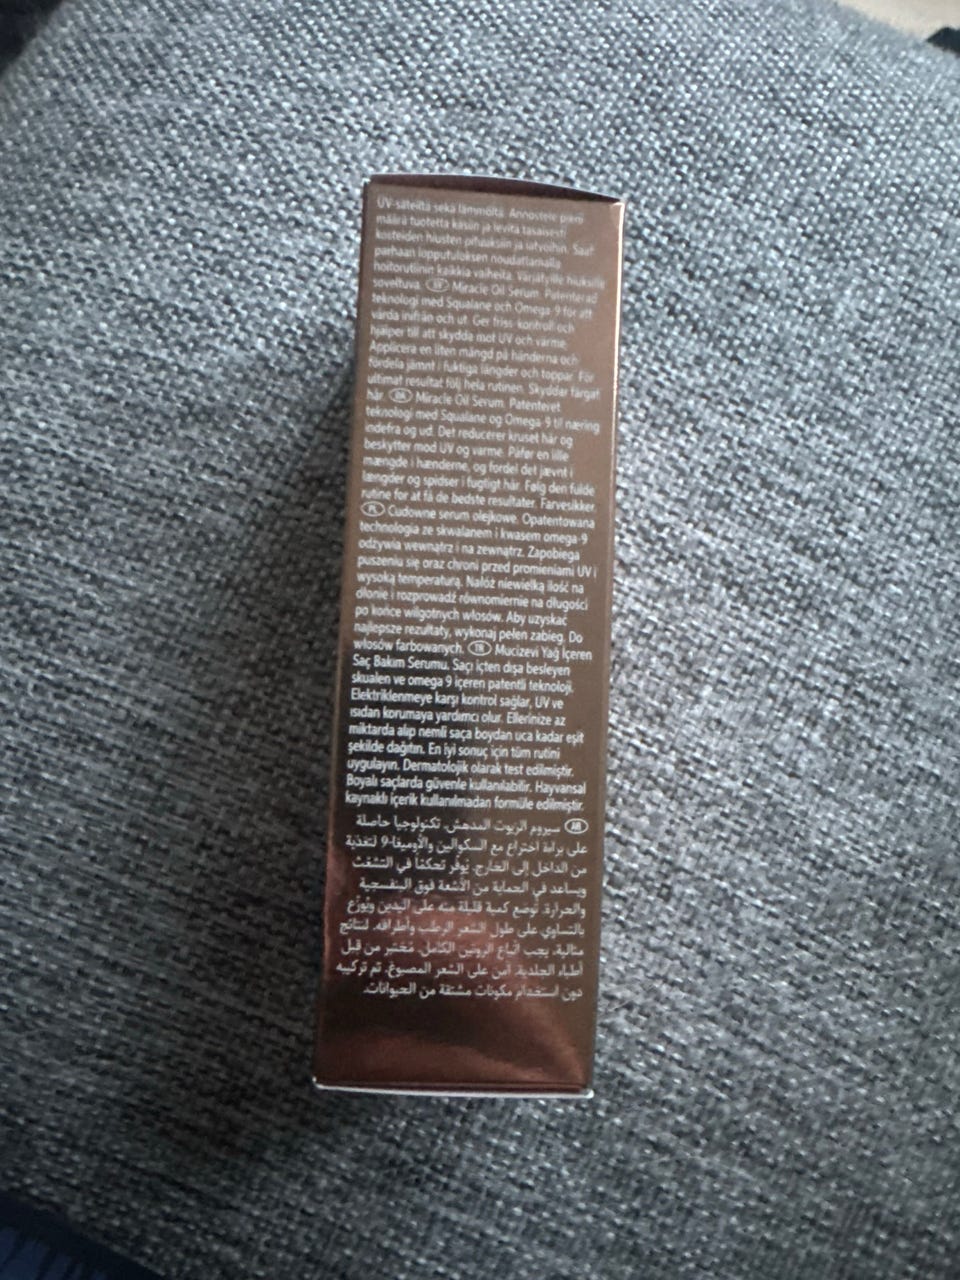 UV-säteiltä sekä lämmöltä. Annostele pieni
määrä tuotetta käsiin ja levitä tasaisesti
kosteiden hiusten pituuksiin ja latvoihin. Saat
parhaan lopputuloksen noudattamalla
hoitorutiinin kaikkia vaiheita. Värjätyille hiuksille
soveltuva. SV Miracle Oil Serum. Patenterad
teknologi med Squalane och Omega-9 för att
vårda inifrån och ut. Ger friss-kontroll och
hjälper till att skydda mot UV och värme.
Applicera en liten mängd på händerna och
fördela jämnt i fuktiga längder och toppar. För
ultimat resultat följ hela rutinen. Skyddar färgat
hår. DA Miracle Oil Serum. Patenteret
teknologi med Squalane og Omega-9 til næring
indefra og ud. Det reducerer kruset hår og
beskytter mod UV og varme. Påfør en lille
mængde i hænderne, og fordel det jævnt i
længder og spidser i fugtigt hår. Følg den fulde
rutine for at få de bedste resultater. Farvesikker.
PL Cudowne serum olejkowe. Opatentowana
technologia ze skwalanem i kwasem omega-9
odżywia wewnątrz i na zewnątrz. Zapobiega
puszeniu się oraz chroni przed promieniami UV i
wysoką temperaturą. Nałóż niewielką ilość na
dłonie i rozprowadź równomiernie na długości
po końce wilgotnych włosów. Aby uzyskać
najlepsze rezultaty, wykonaj pełen zabieg. Do
włosów farbowanych. TR Mucizevi Yağ İçeren
Saç Bakım Serumu. Saçı içten dışa besleyen
skualen ve omega 9 içeren patentli teknoloji.
Elektriklenmeye karşı kontrol sağlar, UV ve
ısıdan korumaya yardımcı olur. Ellerinize az
miktarda alıp nemli saça boydan uca kadar eşit
şekilde dağıtın. En iyi sonuç için tüm rutini
uygulayın. Dermatolojik olarak test edilmiştir.
Boyalı saçlarda güvenle kullanılabilir. Hayvansal
kaynaklı içerik kullanılmadan formüle edilmiştir.
AR سيروم الزيوت المدهش. تكنولوجيا حاصلة
على براءة اختراع مع السكوالين والأوميغا-9 لتغذية
من الداخل إلى الخارج. يُوفّر تحكمًا في التشعّث
ويساعد في الحماية من الأشعة فوق البنفسجية
والحرارة. توضع كمية قليلة منه على اليدين ويُوزّع
بالتساوي على طول الشعر الرطب وأطرافه. لنتائج
مثالية، يجب اتباع الروتين الكامل. مُختبر من قبل
أطباء الجلدية. آمن على الشعر المصبوغ. تم تركيبه
دون استخدام مكونات مشتقة من الحيوانات.